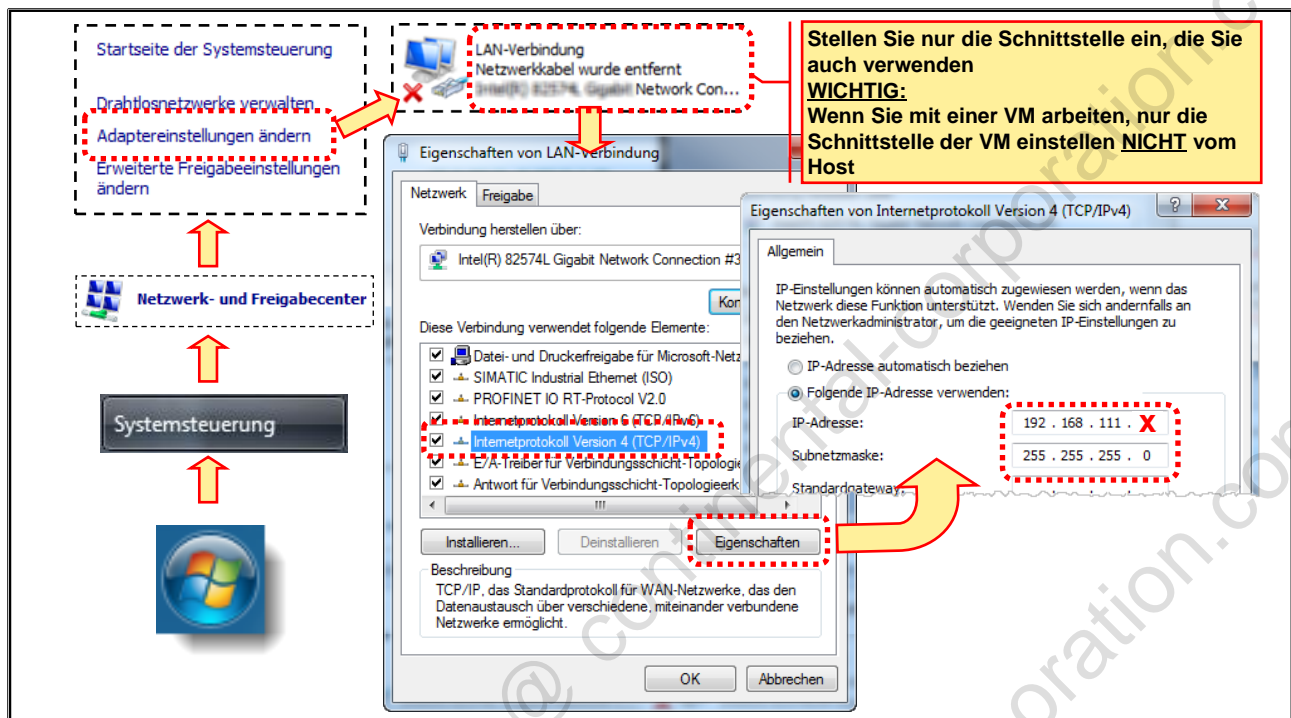 Startseite der Systemsteuerung
Drahtlosnetzwerke verwalten
Adaptereinstellungen ändern
Erweiterte Freigabeeinstellungen
ändern
Netzwerk- und Freigabecenter
Systemsteuerung
LAN-Verbindung
Netzwerkkabel wurde entfernt
Network Con...
Stellen Sie nur die Schnittstelle ein, die Sie
auch verwenden
WICHTIG:
Wenn Sie mit einer VM arbeiten, nur die
Schnittstelle der VM einstellen NICHT vom
Host
Eigenschaften von LAN-Verbindung
Netzwerk Freigabe
Verbindung herstellen über:
Intel(R) 82574L Gigabit Network Connection #3
Kon
Diese Verbindung verwendet folgende Elemente:
Datei- und Druckerfreigabe für Microsoft-Netz
SIMATIC Industrial Ethernet (ISO)
PROFINET IO RT-Protocol V2.0
Internetprotokoll Version 6 (TCP/IPv6)
Internetprotokoll Version 4 (TCP/IPv4)
E/A-Treiber für Verbindungsschicht-Topologie
Antwort für Verbindungsschicht-Topologieerk
Installieren... Deinstallieren Eigenschaften
Beschreibung
TCP/IP, das Standardprotokoll für WAN-Netzwerke, das den
Datenaustausch über verschiedene, miteinander verbundene
Netzwerke ermöglicht.
OK Abbrechen
Eigenschaften von Internetprotokoll Version 4 (TCP/IPv4)
Allgemein
IP-Einstellungen können automatisch zugewiesen werden, wenn das
Netzwerk diese Funktion unterstützt. Wenden Sie sich andernfalls an
den Netzwerkadministrator, um die geeigneten IP-Einstellungen zu
beziehen.
IP-Adresse automatisch beziehen
Folgende IP-Adresse verwenden:
IP-Adresse: 192 . 168 . 111 . X
Subnetzmaske: 255 . 255 . 255 . 0
Standardgateway:
@ continental-corporation.co
oration.com